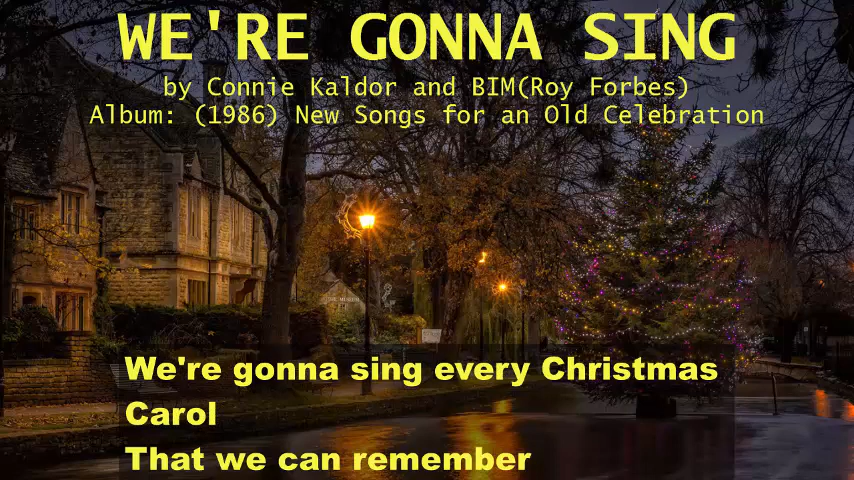 WE'RE GONNA SING
by Connie Kaldor and BIM(Roy Forbes)
Album: (1986) New Songs for an Old Celebration
We're gonna sing every Christmas
Carol
That we can remember